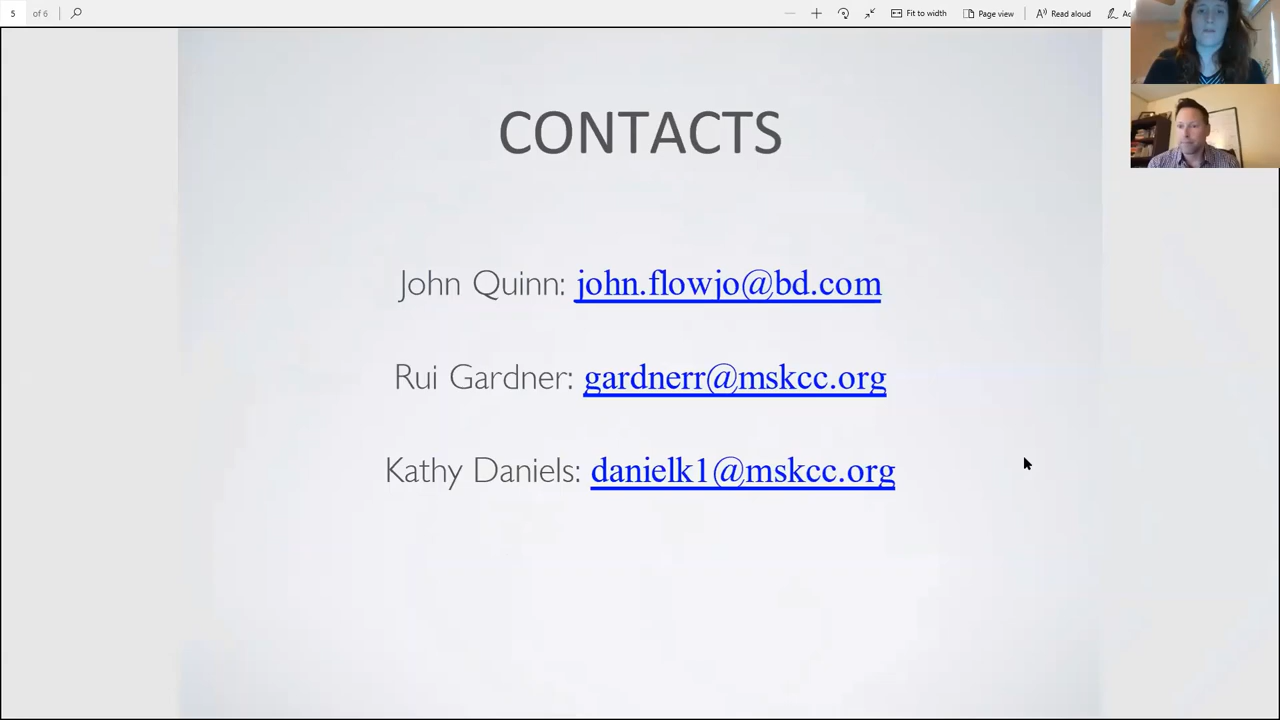 5 of 6 Fit to width Page view Read aloud
CONTACTS
John Quinn: john.flowjo@bd.com
Rui Gardner: gardnerr@mskcc.org
Kathy Daniels: danielk1@mskcc.org